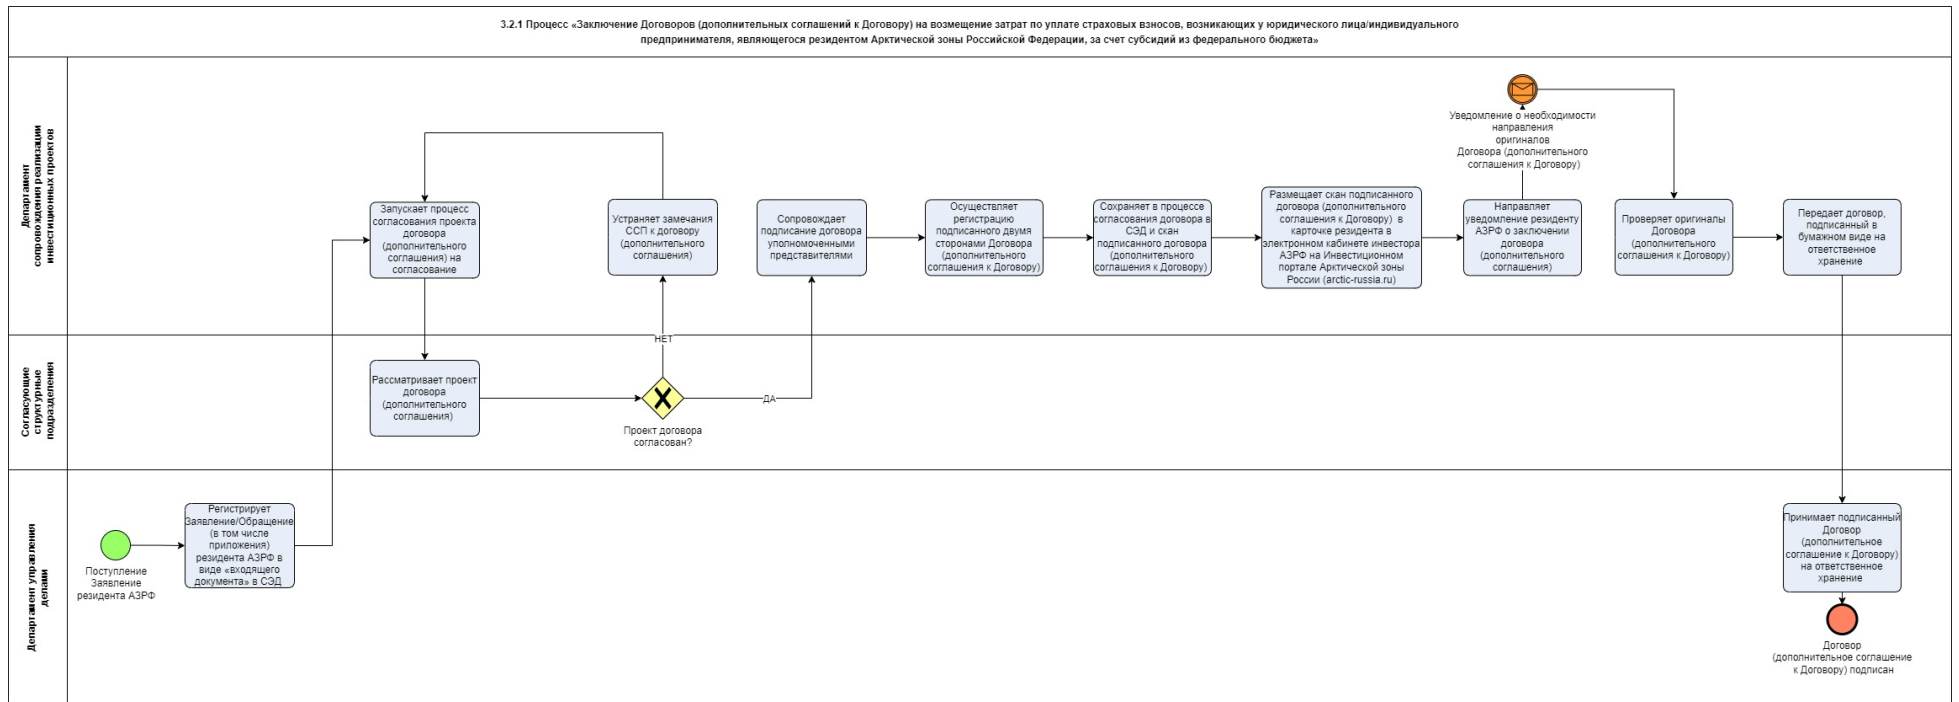 3.2.1 Процесс «Заключение Договоров (дополнительных соглашений к Договору) на возмещение затрат по уплате страховых взносов, возникающих у юридического лица/индивидуального
предпринимателя, являющегося резидентом Арктической зоны Российской Федерации, за счет субсидий из федерального бюджета»
Департамент
сопровождения реализации
инвестиционных проектов
Запускает процесс
согласования проекта
договора
(дополнительного
соглашения) на
согласование
Устраняет замечания
ССП к договору
(дополнительного
соглашения)
Сопровождает
подписание договора
уполномоченными
представителями
Осуществляет
регистрацию
подписанного двумя
сторонами Договора
(дополнительного
соглашения к Договору)
Сохраняет в процессе
согласования договора в
СЭД и скан
подписанного договора
(дополнительного
соглашения к Договору)
Размещает скан подписанного
договора (дополнительного
соглашения к Договору) в
карточке резидента в
электронном кабинете инвестора
АЗРФ на Инвестиционном
портале Арктической зоны
России (arctic-russia.ru)
Направляет
уведомление резиденту
АЗРФ о заключении
договора
(дополнительного
соглашения)
Уведомление о необходимости
направления
оригиналов
Договора (дополнительного
соглашения к Договору)
Проверяет оригиналы
Договора
(дополнительного
соглашения к Договору)
Передает договор,
подписанный в
бумажном виде на
ответственное
хранение
Согласующие
структурные
подразделения
Рассматривает проект
договора
(дополнительного
соглашения)
НЕТ
ДА
Проект договора
согласован?
Департамент управления
делами
Поступление
Заявление
резидента АЗРФ
Регистрирует
Заявление/Обращение
(в том числе
приложения)
резидента АЗРФ в
виде «входящего
документа» в СЭД
Принимает подписанный
Договор
(дополнительное
соглашение к Договору)
на ответственное
хранение
Договор
(дополнительное соглашение
к Договору) подписан